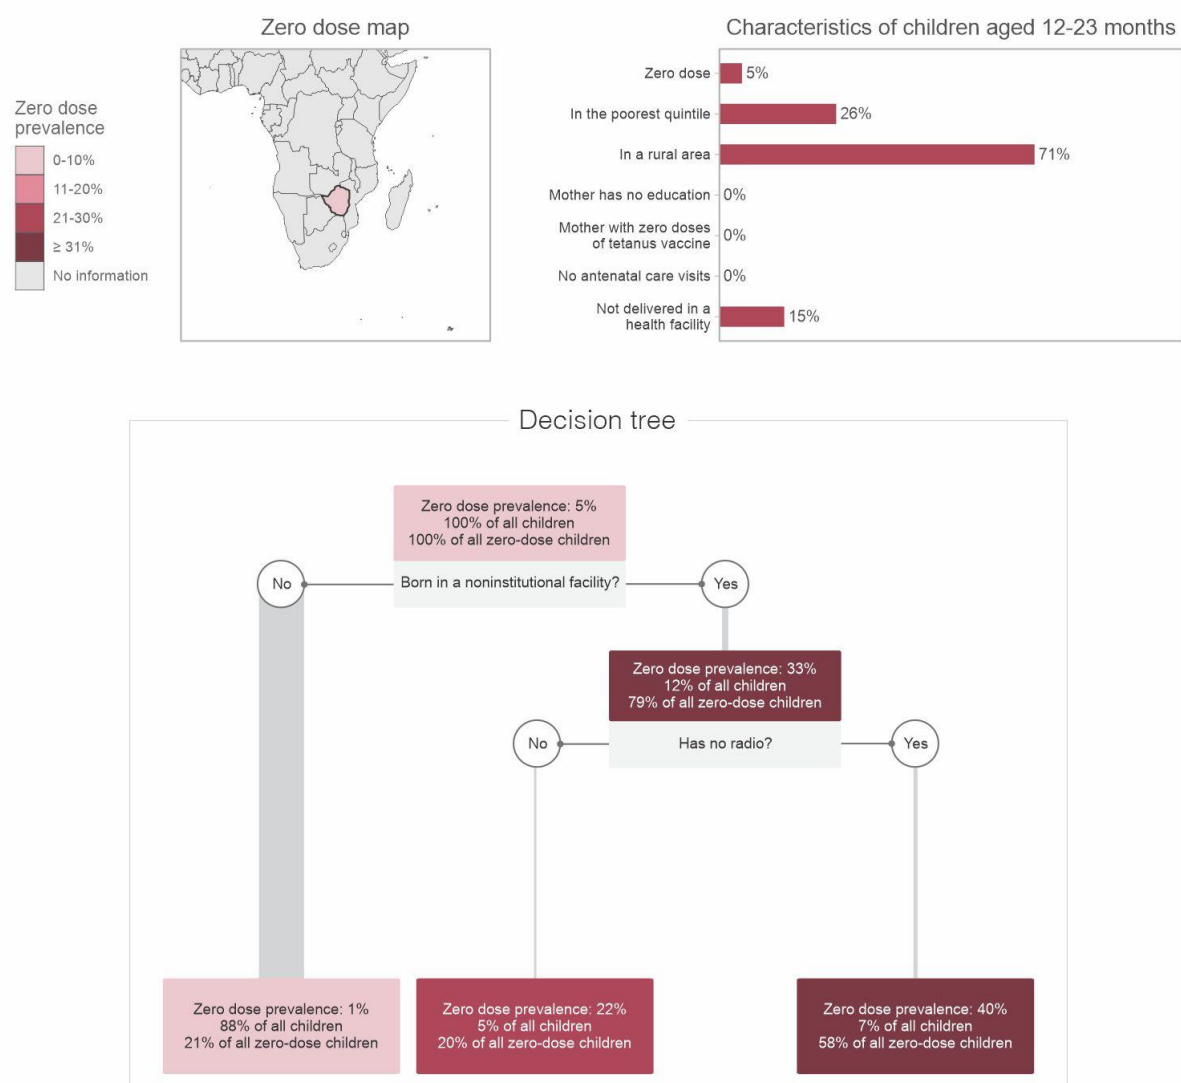 Zero dose map
Zero dose
prevalence
0-10%
11-20%
21-30%
≥ 31%
No information
Characteristics of children aged 12-23 months
Zero dose
5%
In the poorest quintile
26%
In a rural area
71%
Mother has no education
0%
Mother with zero doses
of tetanus vaccine
0%
No antenatal care visits
0%
Not delivered in a
health facility
15%
Decision tree
Zero dose prevalence: 5%
100% of all children
100% of all zero-dose children
No
Born in a noninstitutional facility?
Yes
Zero dose prevalence: 33%
12% of all children
79% of all zero-dose children
No
Has no radio?
Yes
Zero dose prevalence: 1%
88% of all children
21% of all zero-dose children
Zero dose prevalence: 22%
5% of all children
20% of all zero-dose children
Zero dose prevalence: 40%
7% of all children
58% of all zero-dose children